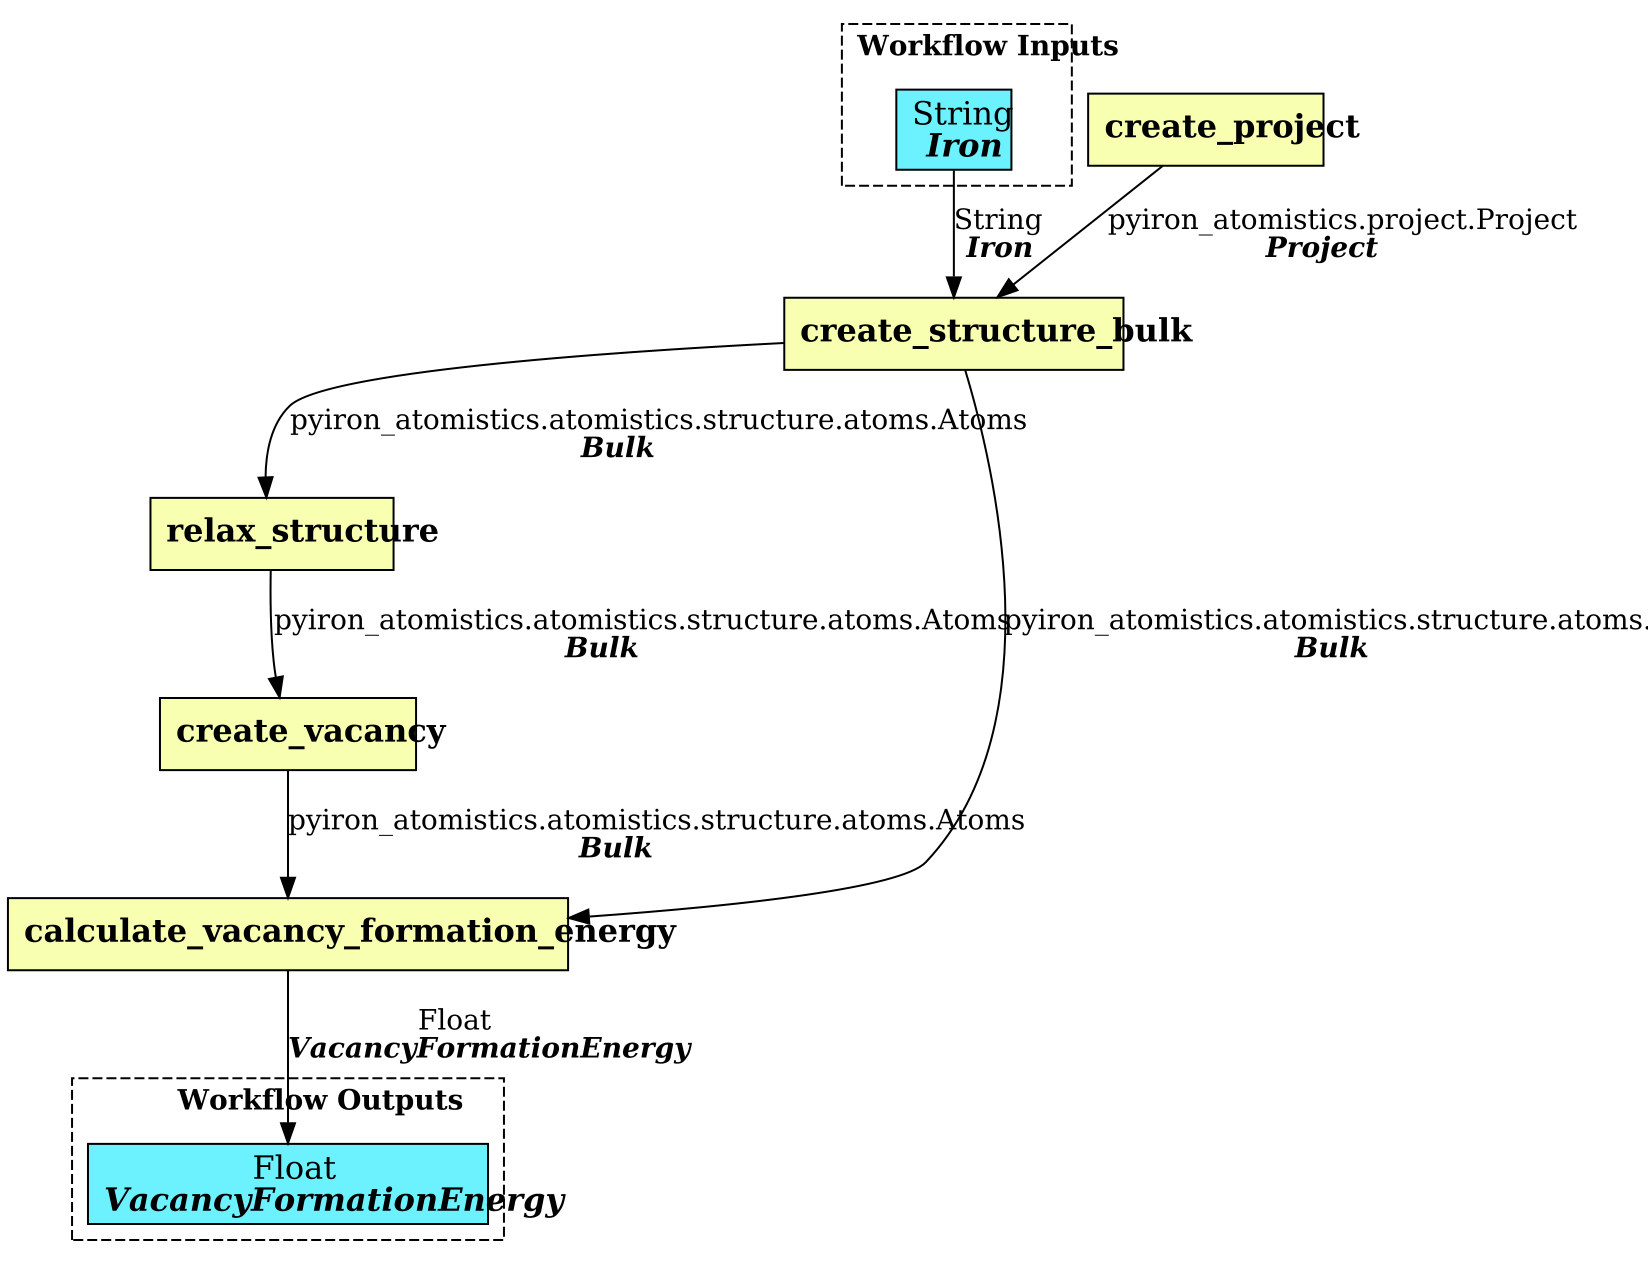 Workflow Inputs
String
Iron
create_project
String
Iron
pyiron_atomistics.project.Project
Project
create_structure_bulk
pyiron_atomistics.atomistics.structure.atoms.Atoms
Bulk
relax_structure
pyiron_atomistics.atomistics.structure.atoms.Atoms
Bulk
pyiron_atomistics.atomistics.structure.atoms.
Bulk
create_vacancy
pyiron_atomistics.atomistics.structure.atoms.Atoms
Bulk
calculate_vacancy_formation_energy
Float
VacancyFormationEnergy
Workflow Outputs
Float
VacancyFormationEnergy